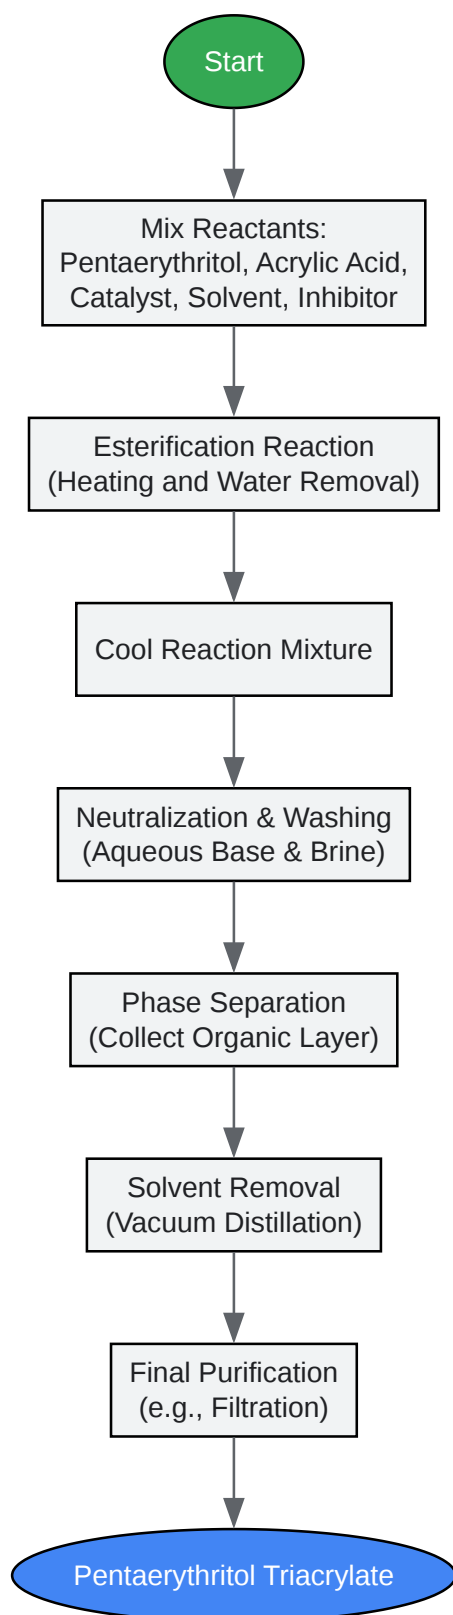 Start
Mix Reactants:
Pentaerythritol, Acrylic Acid,
Catalyst, Solvent, Inhibitor
Esterification Reaction
(Heating and Water Removal)
Cool Reaction Mixture
Neutralization & Washing
(Aqueous Base & Brine)
Phase Separation
(Collect Organic Layer)
Solvent Removal
(Vacuum Distillation)
Final Purification
(e.g., Filtration)
Pentaerythritol Triacrylate